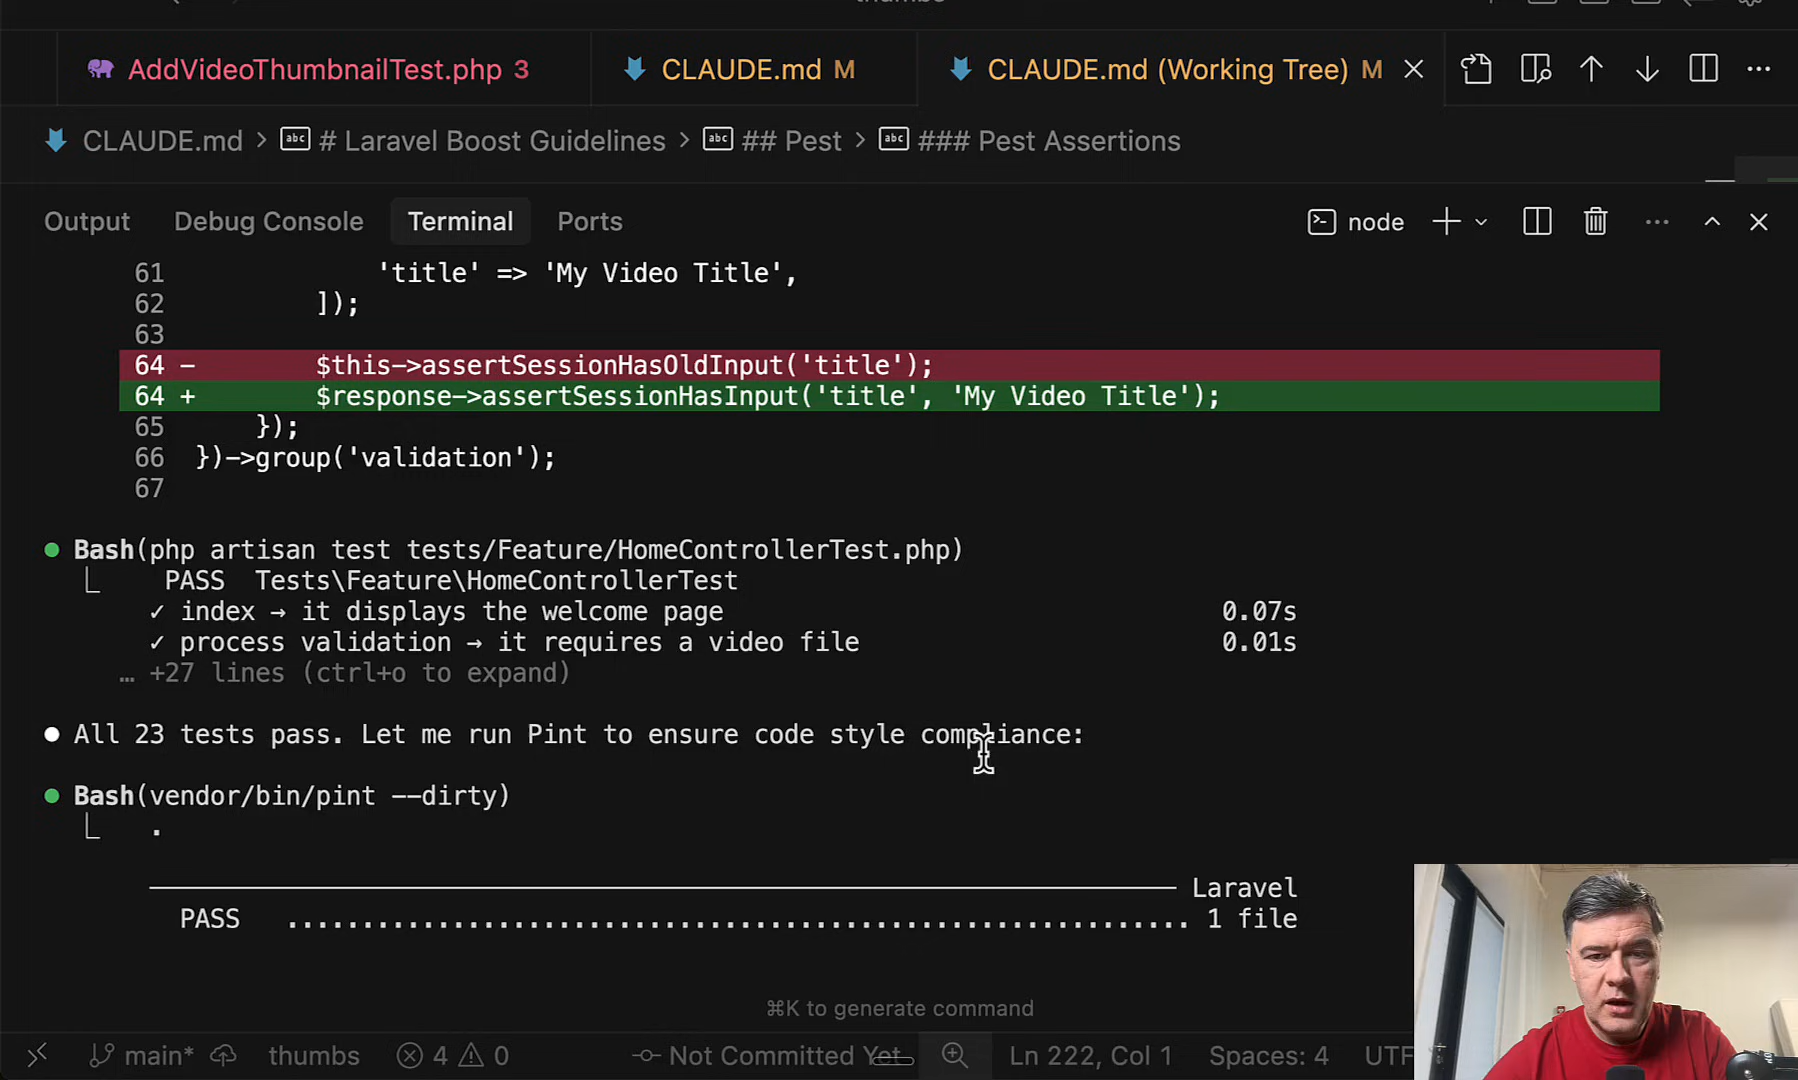 AddVideoThumbnailTest.php 3
CLAUDE.md M
CLAUDE.md (Working Tree) M
CLAUDE.md > # Laravel Boost Guidelines > ## Pest > ### Pest Assertions
Output Debug Console Terminal Ports
node
61 'title' => 'My Video Title',
62 ]);
63
64 - $this->assertSessionHasOldInput('title');
64 + $response->assertSessionHasInput('title', 'My Video Title');
65 });
66 })->group('validation');
67
Bash(php artisan test tests/Feature/HomeControllerTest.php)
PASS Tests\Feature\HomeControllerTest
✓ index → it displays the welcome page 0.07s
✓ process validation → it requires a video file 0.01s
… +27 lines (ctrl+o to expand)
All 23 tests pass. Let me run Pint to ensure code style compliance:
Bash(vendor/bin/pint --dirty)
.
Laravel
PASS ............................................................ 1 file
⌘K to generate command
main* thumbs 4 0 Not Committed Yet Ln 222, Col 1 Spaces: 4 UTF